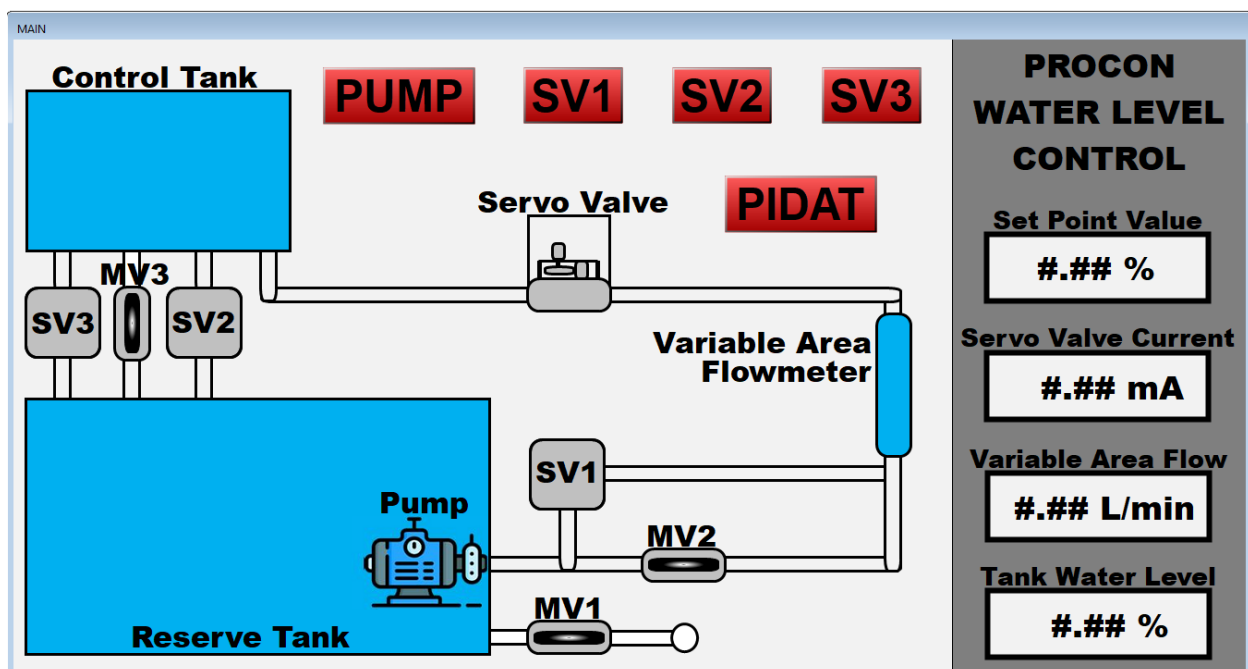 MAIN
Control Tank
PUMP
SV1
SV2
SV3
PROCON
WATER LEVEL
CONTROL
Servo Valve
PIDAT
Set Point Value
#.## %
MV3
SV3
SV2
Variable Area
Flowmeter
Servo Valve Current
#.## mA
SV1
Variable Area Flow
#.## L/min
Pump
MV2
Tank Water Level
#.## %
MV1
Reserve Tank